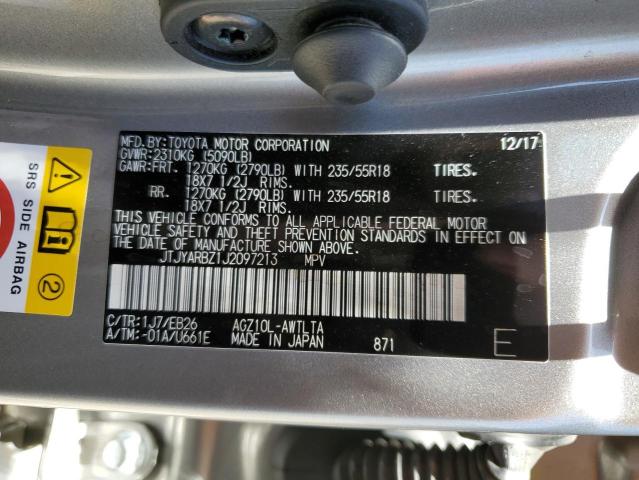 MFD. BY: TOYOTA MOTOR CORPORATION 12/17
GVWR: 2310KG (5090LB)
GAWR: FRT. 1270KG (2790LB) WITH 235/55R18 TIRES.
18X7 1/2J RIMS.
RR. 1270KG (2790LB) WITH 235/55R18 TIRES.
18X7 1/2J RIMS.
THIS VEHICLE CONFORMS TO ALL APPLICABLE FEDERAL MOTOR
VEHICLE SAFETY AND THEFT PREVENTION STANDARDS IN EFFECT ON
THE DATE OF MANUFACTURE SHOWN ABOVE.
JTJYARBZ1J2097213 MPV
C/TR: 1J7/EB26 AGZ10L-AWTLTA
A/TM: -01A/U661E MADE IN JAPAN 871 E
SRS SIDE AIRBAG
2